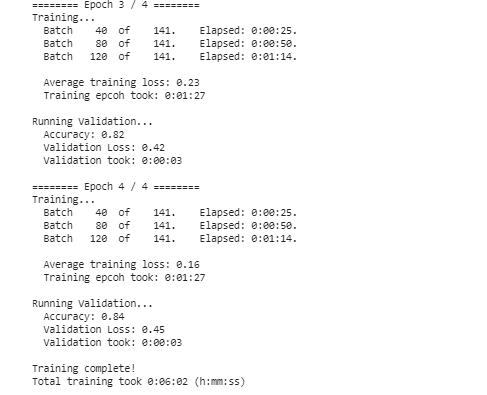 ======== Epoch 3 / 4 ========
Training...
  Batch    40  of    141.    Elapsed: 0:00:25.
  Batch    80  of    141.    Elapsed: 0:00:50.
  Batch   120  of    141.    Elapsed: 0:01:14.

  Average training loss: 0.23
  Training epcoh took: 0:01:27

Running Validation...
  Accuracy: 0.82
  Validation Loss: 0.42
  Validation took: 0:00:03

======== Epoch 4 / 4 ========
Training...
  Batch    40  of    141.    Elapsed: 0:00:25.
  Batch    80  of    141.    Elapsed: 0:00:50.
  Batch   120  of    141.    Elapsed: 0:01:14.

  Average training loss: 0.16
  Training epcoh took: 0:01:27

Running Validation...
  Accuracy: 0.84
  Validation Loss: 0.45
  Validation took: 0:00:03

Training complete!
Total training took 0:06:02 (h:mm:ss)